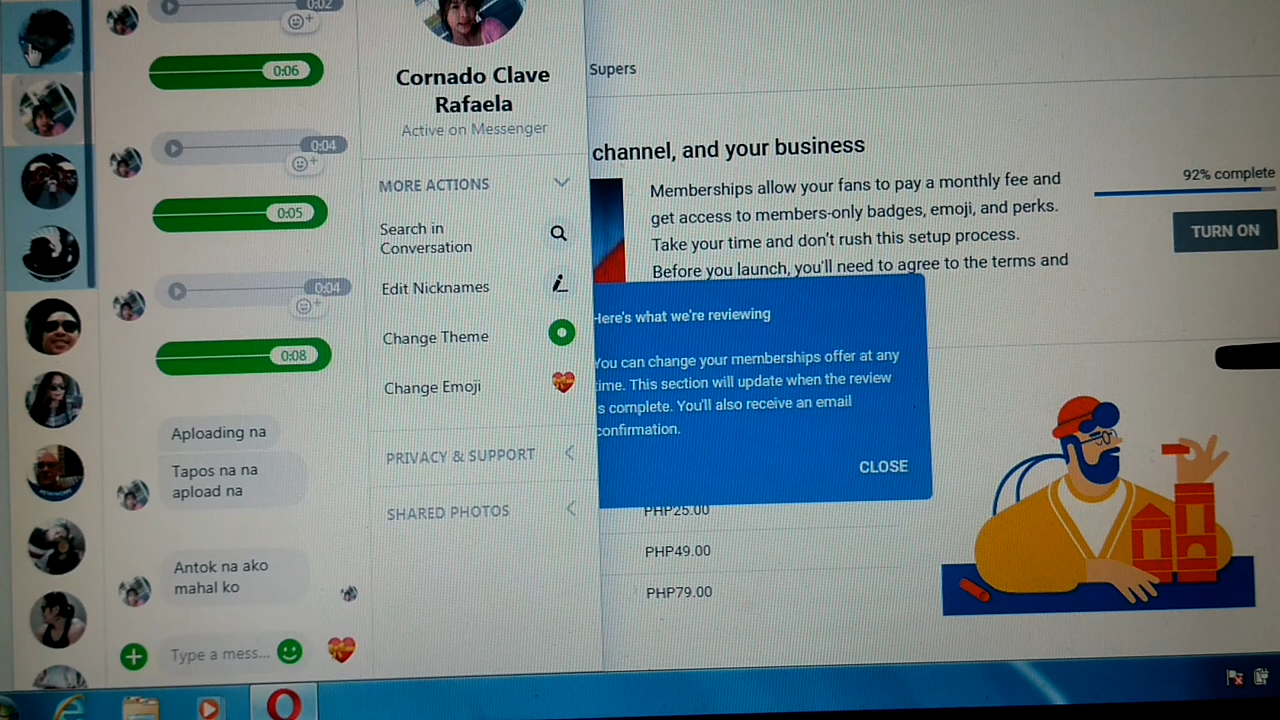 0:02
0:06
0:04
0:05
0:04
0:08
Aploading na
Tapos na na
apload na
Antok na ako
mahal ko
Type a mess...
Cornado Clave
Rafaela
Active on Messenger
MORE ACTIONS
Search in
Conversation
Edit Nicknames
Change Theme
Change Emoji
PRIVACY & SUPPORT
SHARED PHOTOS
Supers
channel, and your business
Memberships allow your fans to pay a monthly fee and
get access to members-only badges, emoji, and perks.
Take your time and don't rush this setup process.
Before you launch, you'll need to agree to the terms and
92% complete
TURN ON
Here's what we're reviewing
You can change your memberships offer at any
time. This section will update when the review
is complete. You'll also receive an email
confirmation.
CLOSE
PHP25.00
PHP49.00
PHP79.00